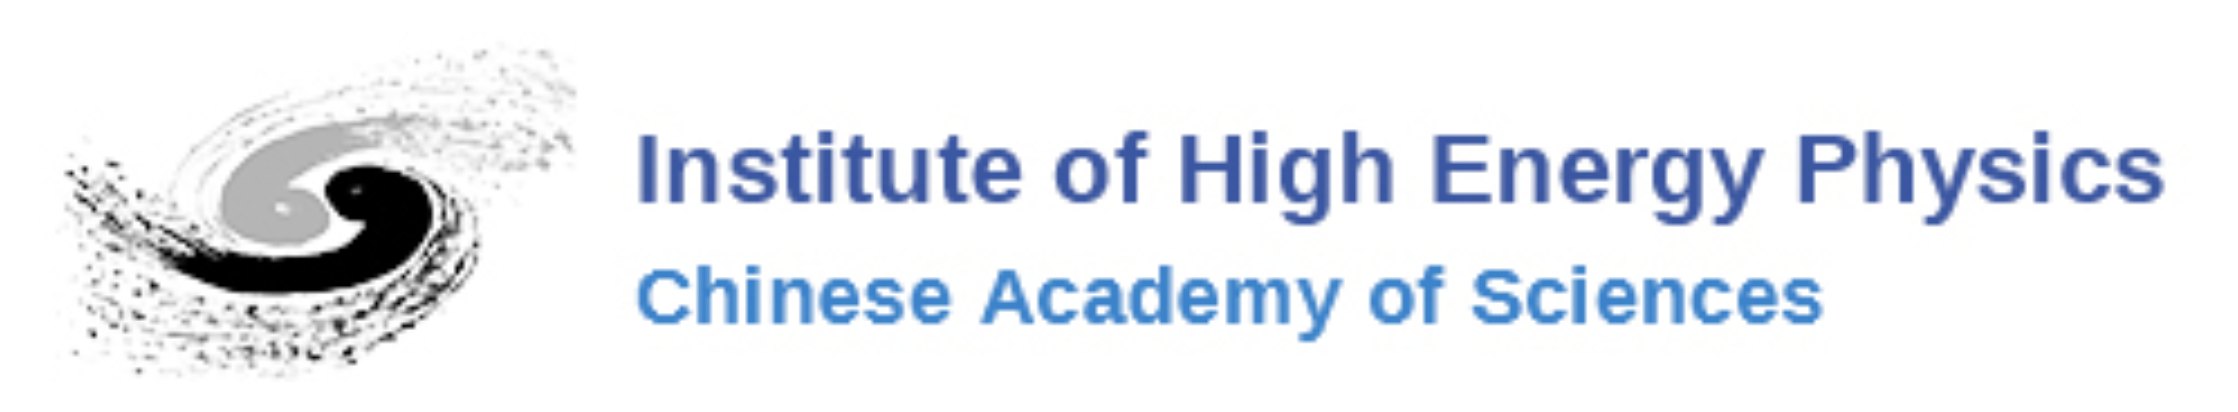 Institute of High Energy Physics
Chinese Academy of Sciences